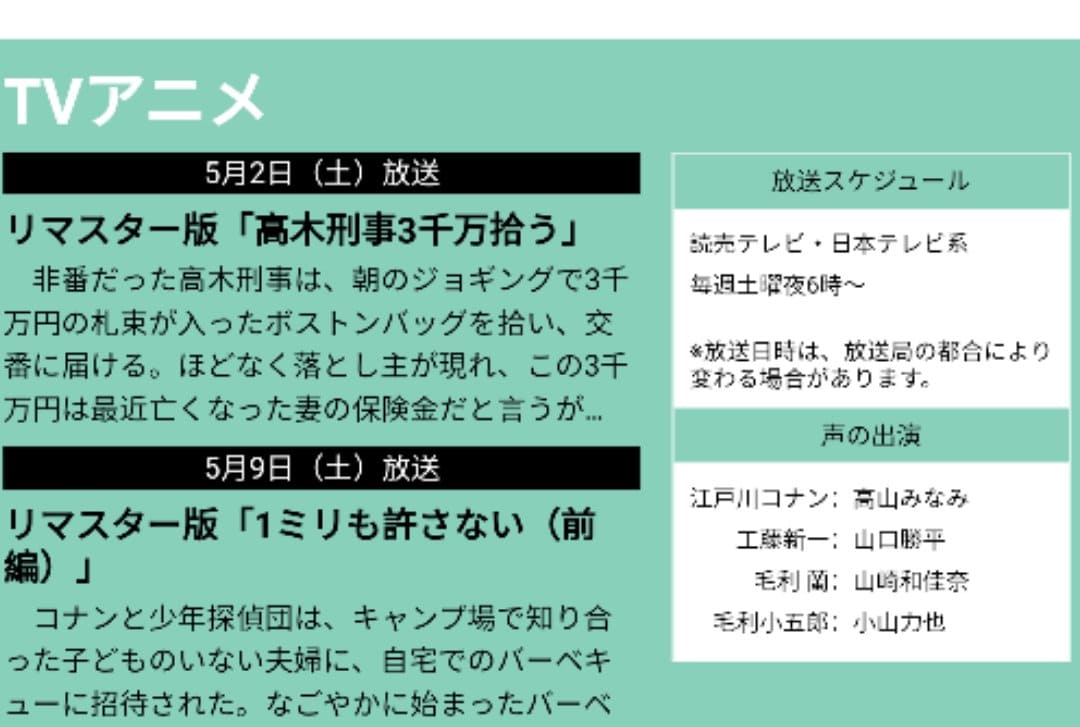 TVアニメ
5月2日（土）放送
リマスター版「高木刑事3千万拾う」
非番だった高木刑事は、朝のジョギングで3千
万円の札束が入ったボストンバッグを拾い、交
番に届ける。ほどなく落とし主が現れ、この3千
万円は最近亡くなった妻の保険金だと言うが…
5月9日（土）放送
リマスター版「1ミリも許さない（前
編）」
コナンと少年探偵団は、キャンプ場で知り合
った子どものいない夫婦に、自宅でのバーベキ
ューに招待された。なごやかに始まったバーベ
放送スケジュール
読売テレビ・日本テレビ系
毎週土曜夜6時～
※放送日時は、放送局の都合により
変わる場合があります。
声の出演
江戸川コナン：高山みなみ
工藤新一：山口勝平
毛利 蘭：山崎和佳奈
毛利小五郎：小山力也